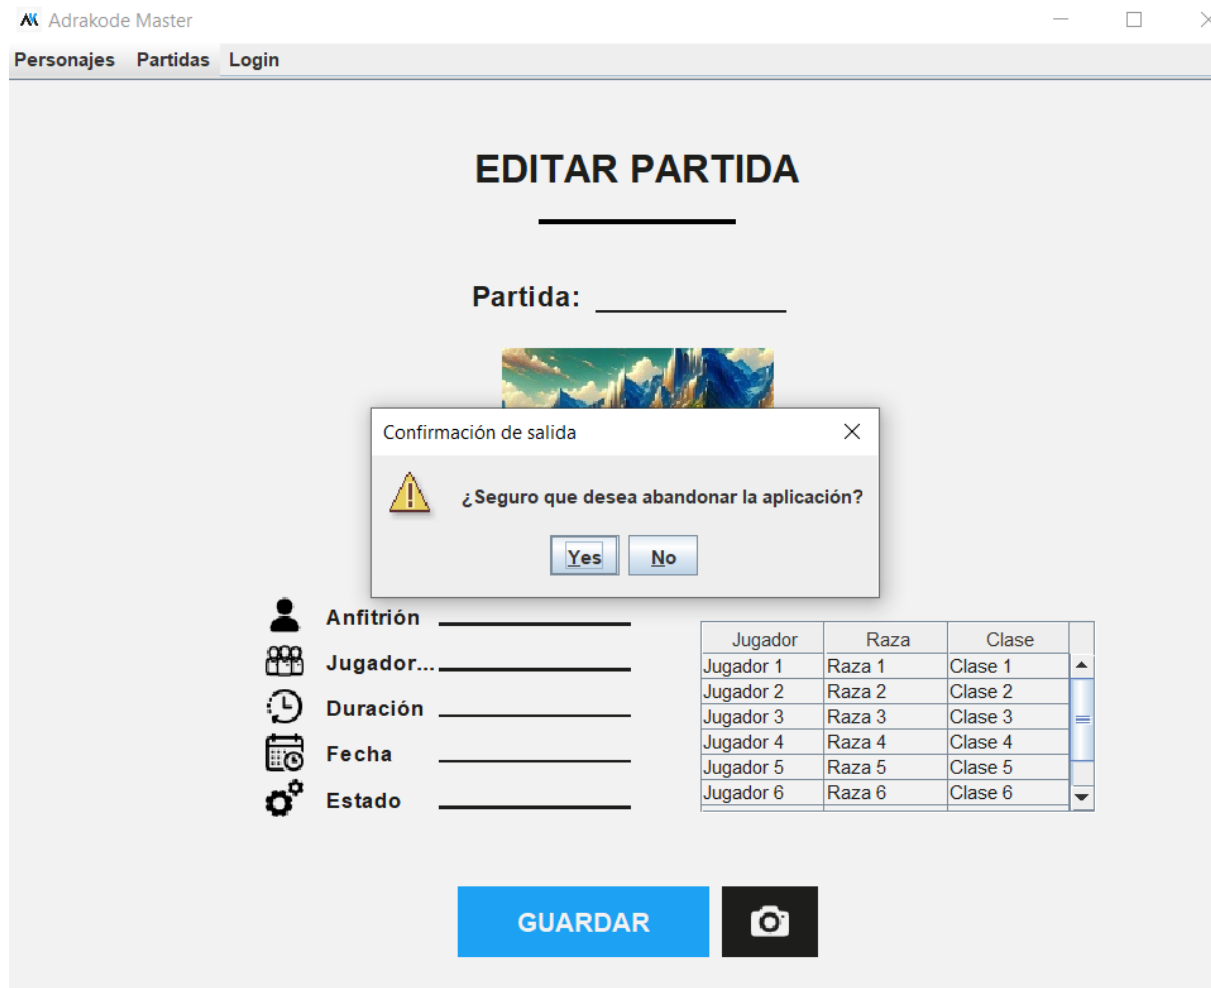 Adrakode Master
Personajes Partidas Login
EDITAR PARTIDA
Partida:
Confirmación de salida
¿Seguro que desea abandonar la aplicación?
Yes No
Anfitrión
Jugador...
Duración
Fecha
Estado
Jugador Raza Clase
Jugador 1 Raza 1 Clase 1
Jugador 2 Raza 2 Clase 2
Jugador 3 Raza 3 Clase 3
Jugador 4 Raza 4 Clase 4
Jugador 5 Raza 5 Clase 5
Jugador 6 Raza 6 Clase 6
GUARDAR